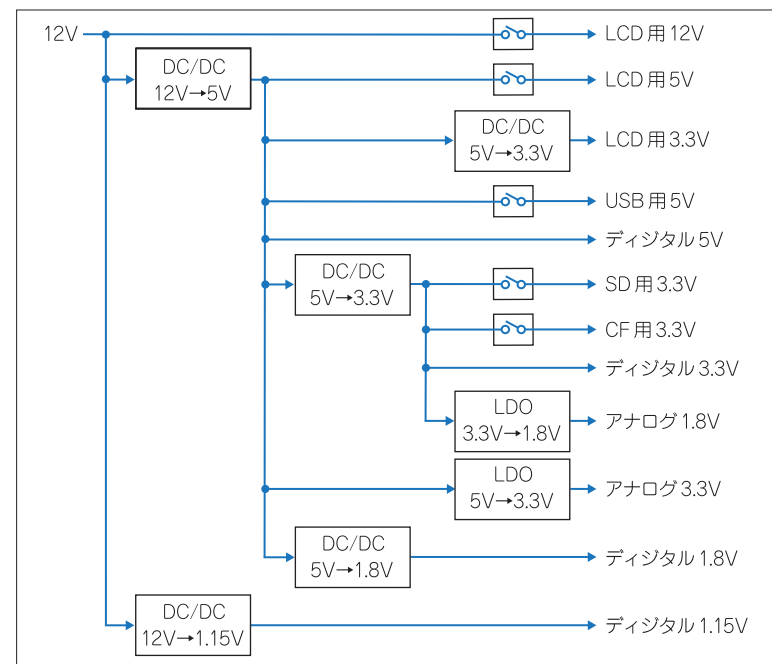 12V
LCD用12V
DC/DC
12V→5V
LCD用5V
DC/DC
5V→3.3V
LCD用3.3V
USB用5V
ディジタル5V
DC/DC
5V→3.3V
SD用3.3V
CF用3.3V
ディジタル3.3V
LDO
3.3V→1.8V
アナログ1.8V
LDO
5V→3.3V
アナログ3.3V
DC/DC
5V→1.8V
ディジタル1.8V
DC/DC
12V→1.15V
ディジタル1.15V